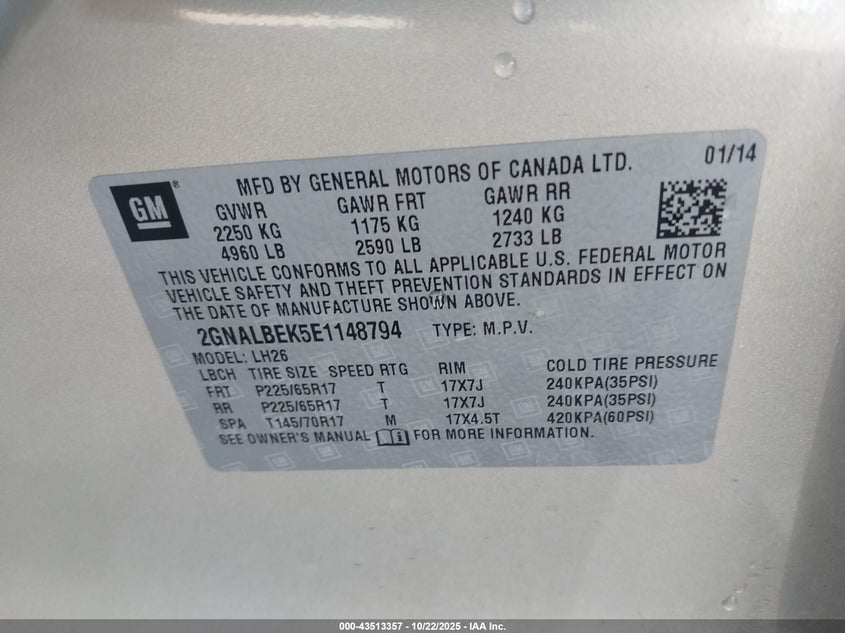 GM®
MFD BY GENERAL MOTORS OF CANADA LTD. 01/14
GVWR GAWR FRT GAWR RR
2250 KG 1175 KG 1240 KG
4960 LB 2590 LB 2733 LB
THIS VEHICLE CONFORMS TO ALL APPLICABLE U.S. FEDERAL MOTOR
VEHICLE SAFETY AND THEFT PREVENTION STANDARDS IN EFFECT ON
THE DATE OF MANUFACTURE SHOWN ABOVE.
2GNALBEK5E1148794 TYPE: M.P.V.
MODEL: LH26
LBCH TIRE SIZE SPEED RTG RIM COLD TIRE PRESSURE
FRT P225/65R17 T 17X7J 240KPA(35PSI)
RR P225/65R17 T 17X7J 240KPA(35PSI)
SPA T145/70R17 M 17X4.5T 420KPA(60PSI)
SEE OWNER'S MANUAL FOR MORE INFORMATION.
000-43513357 - 10/22/2025 - IAA Inc.